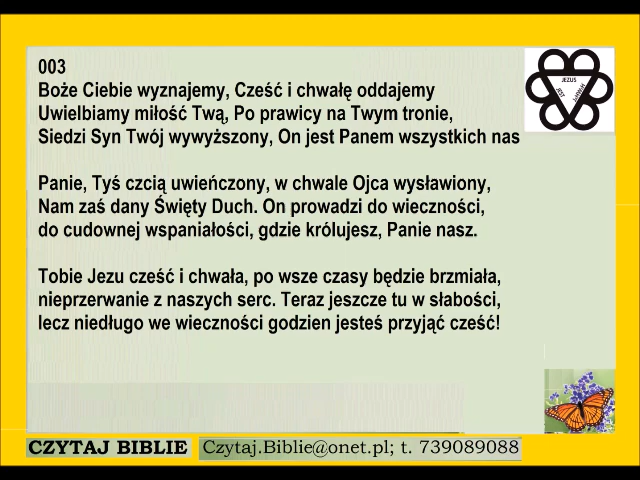 003
Boże Ciebie wyznajemy, Cześć i chwałę oddajemy
Uwielbiamy miłość Twą, Po prawicy na Twym tronie,
Siedzi Syn Twój wywyższony, On jest Panem wszystkich nas
Panie, Tyś czcią uwieńczony, w chwale Ojca wysławiony,
Nam zaś dany Święty Duch. On prowadzi do wieczności,
do cudownej wspaniałości, gdzie królujesz, Panie nasz.
Tobie Jezu cześć i chwała, po wsze czasy będzie brzmiała,
nieprzerwanie z naszych serc. Teraz jeszcze tu w słabości,
lecz niedługo we wieczności godzien jesteś przyjąć cześć!
JEZUS
JEST
CZYTAJ BIBLIE
Czytaj.Biblie@onet.pl; t. 739089088